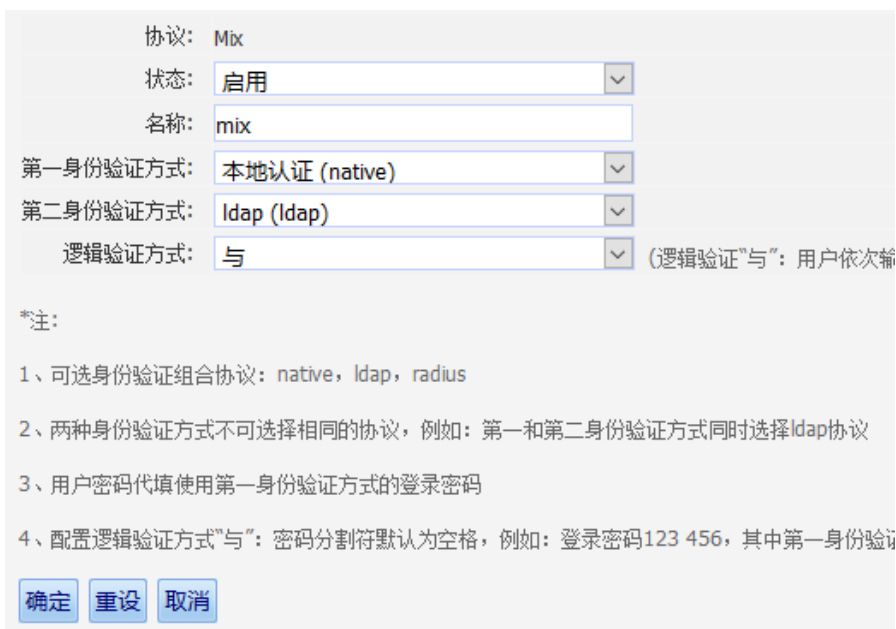 协议: Mix
状态: 启用
名称: mix
第一身份验证方式: 本地认证 (native)
第二身份验证方式: ldap (ldap)
逻辑验证方式: 与 (逻辑验证“与”: 用户依次输
*注:
1、可选身份验证组合协议: native, ldap, radius
2、两种身份验证方式不可选择相同的协议, 例如: 第一和第二身份验证方式同时选择ldap协议
3、用户密码代填使用第一身份验证方式的登录密码
4、配置逻辑验证方式“与”: 密码分割符默认为空格, 例如: 登录密码123 456, 其中第一身份验证
确定 重设 取消